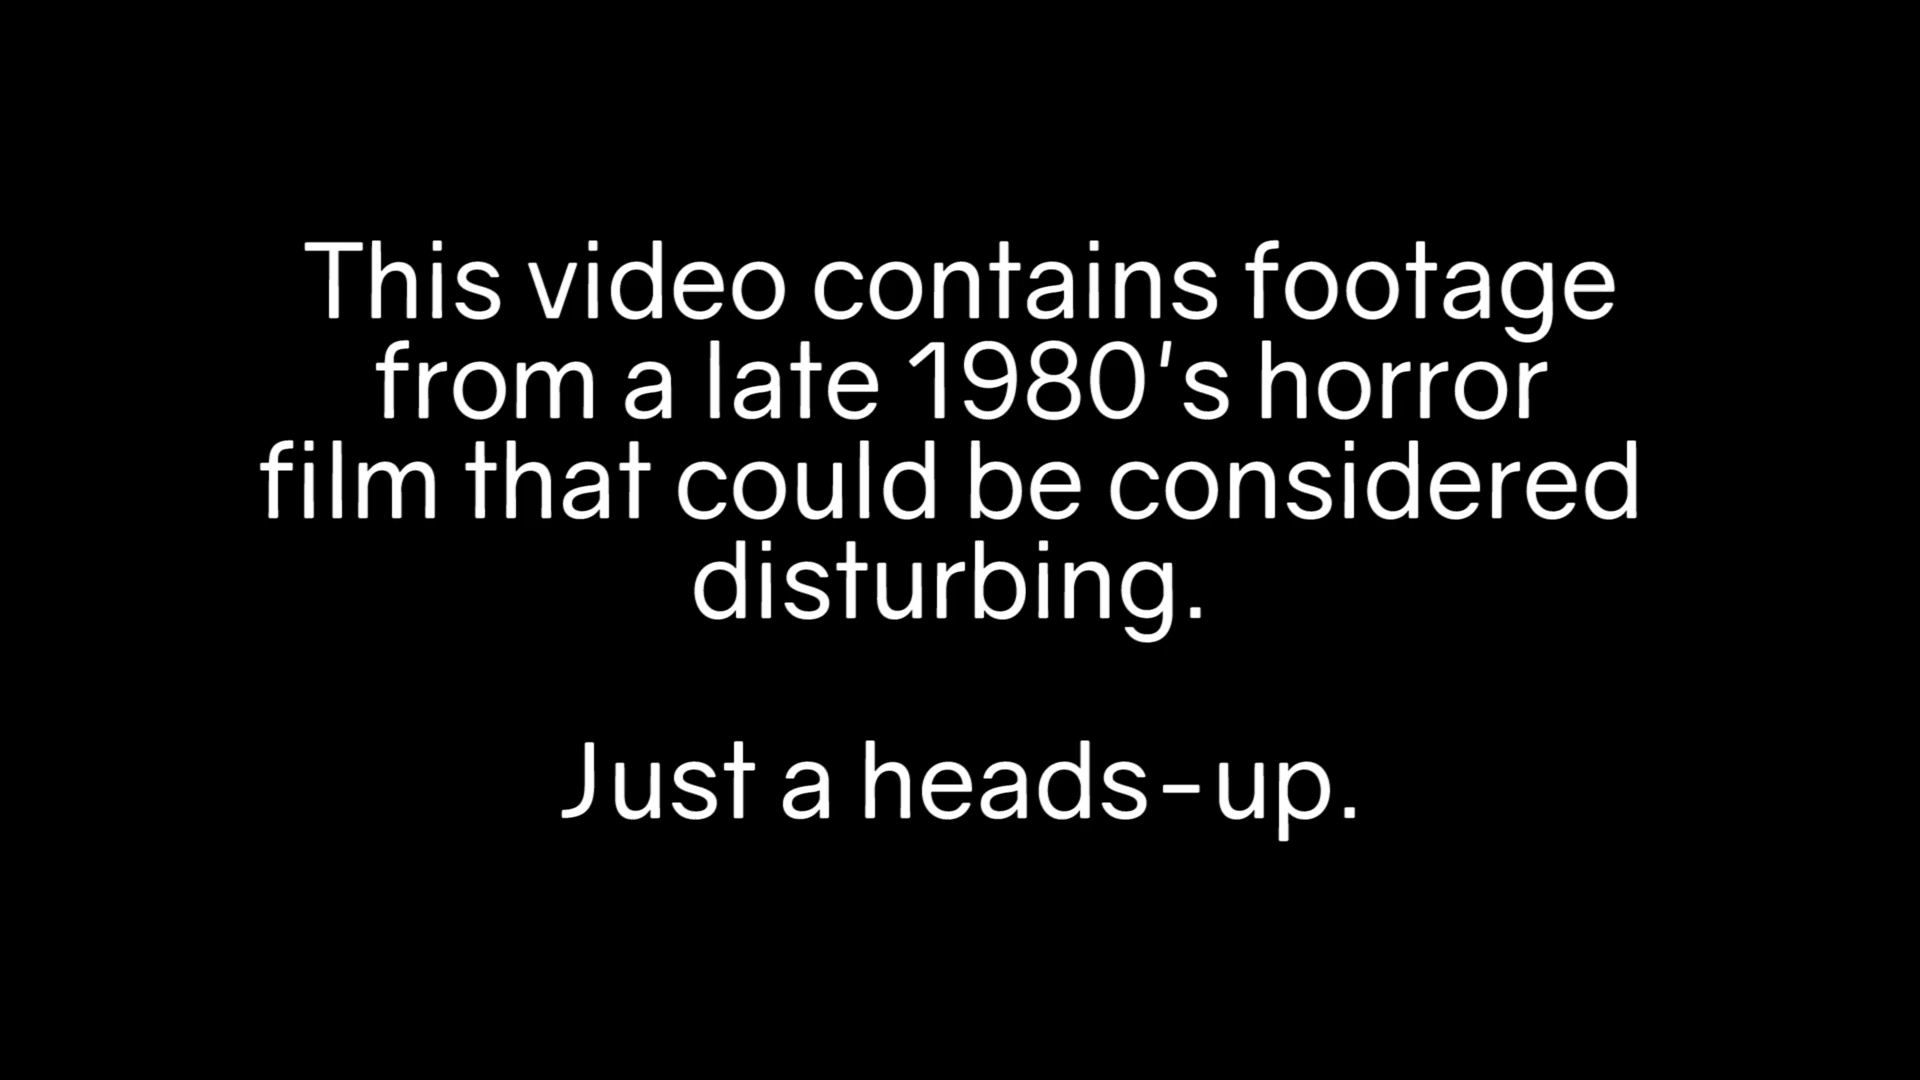 This video contains footage
from a late 1980's horror
film that could be considered
disturbing.
Just a heads-up.